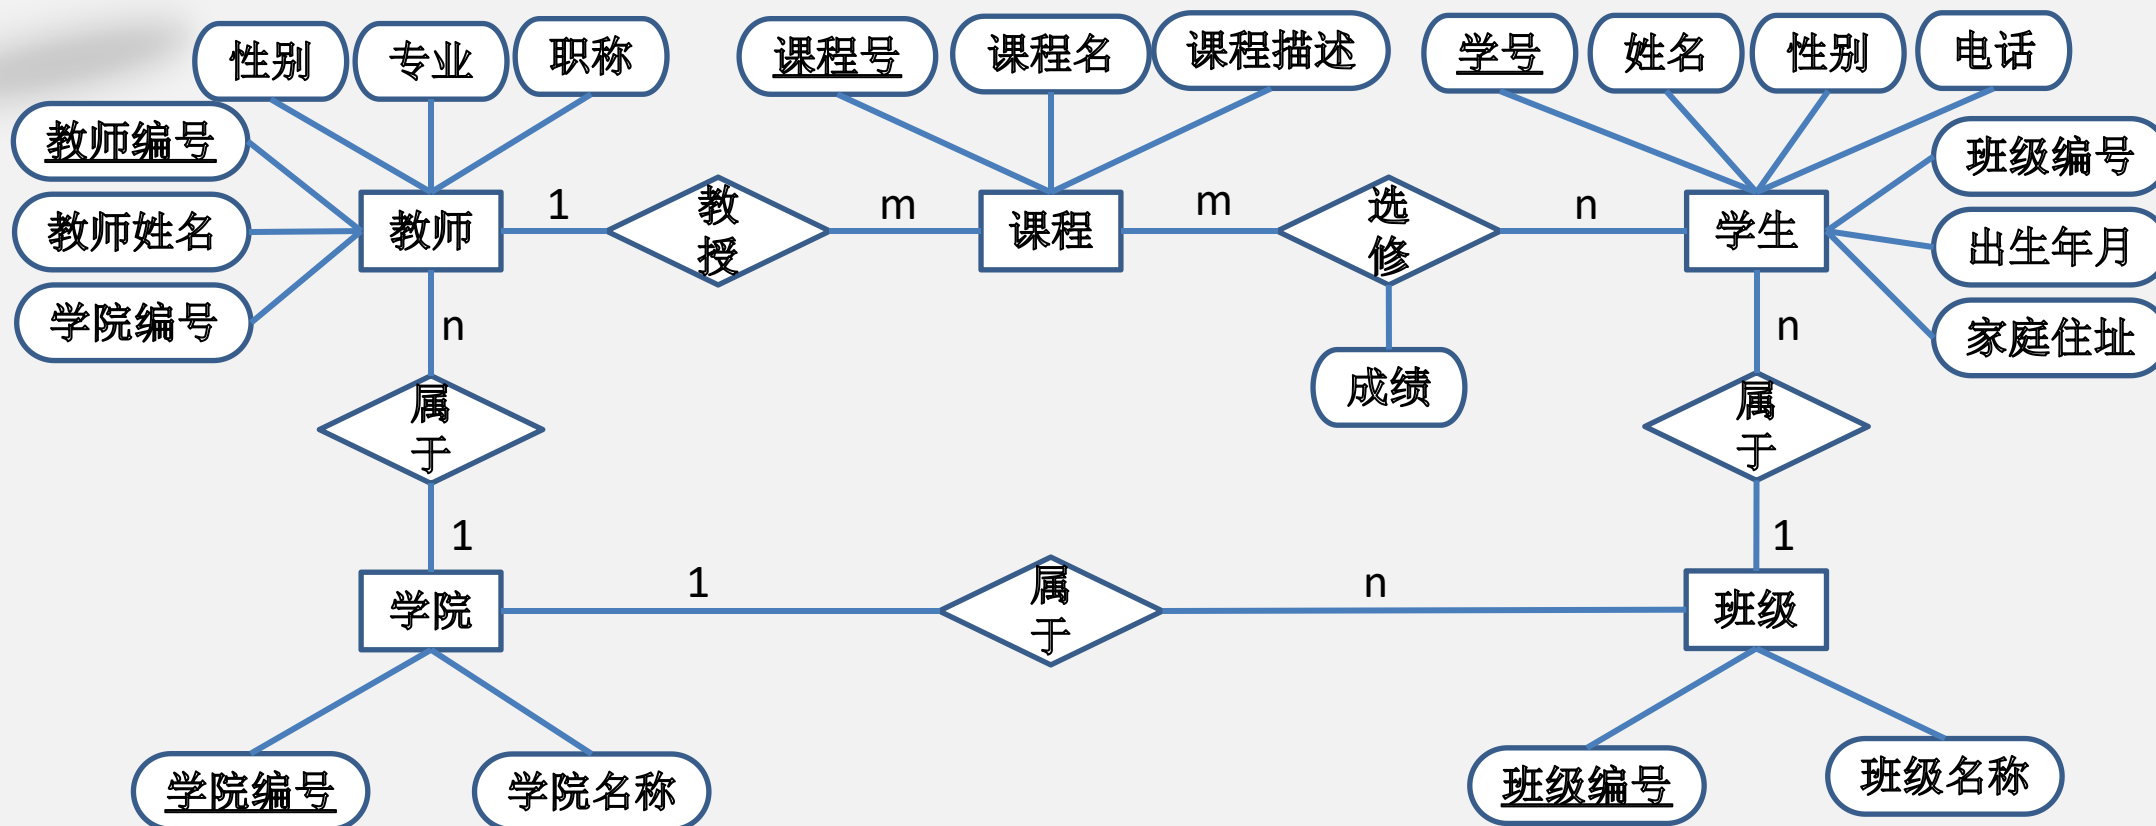 性别
专业
职称
课程号
课程名
课程描述
学号
姓名
性别
电话
教师编号
教师姓名
学院编号
班级编号
出生年月
家庭住址
教师
1
教
授
m
课程
m
选
修
n
学生
成绩
n
属
于
1
n
属
于
1
学院
1
属
于
n
班级
学院编号
学院名称
班级编号
班级名称